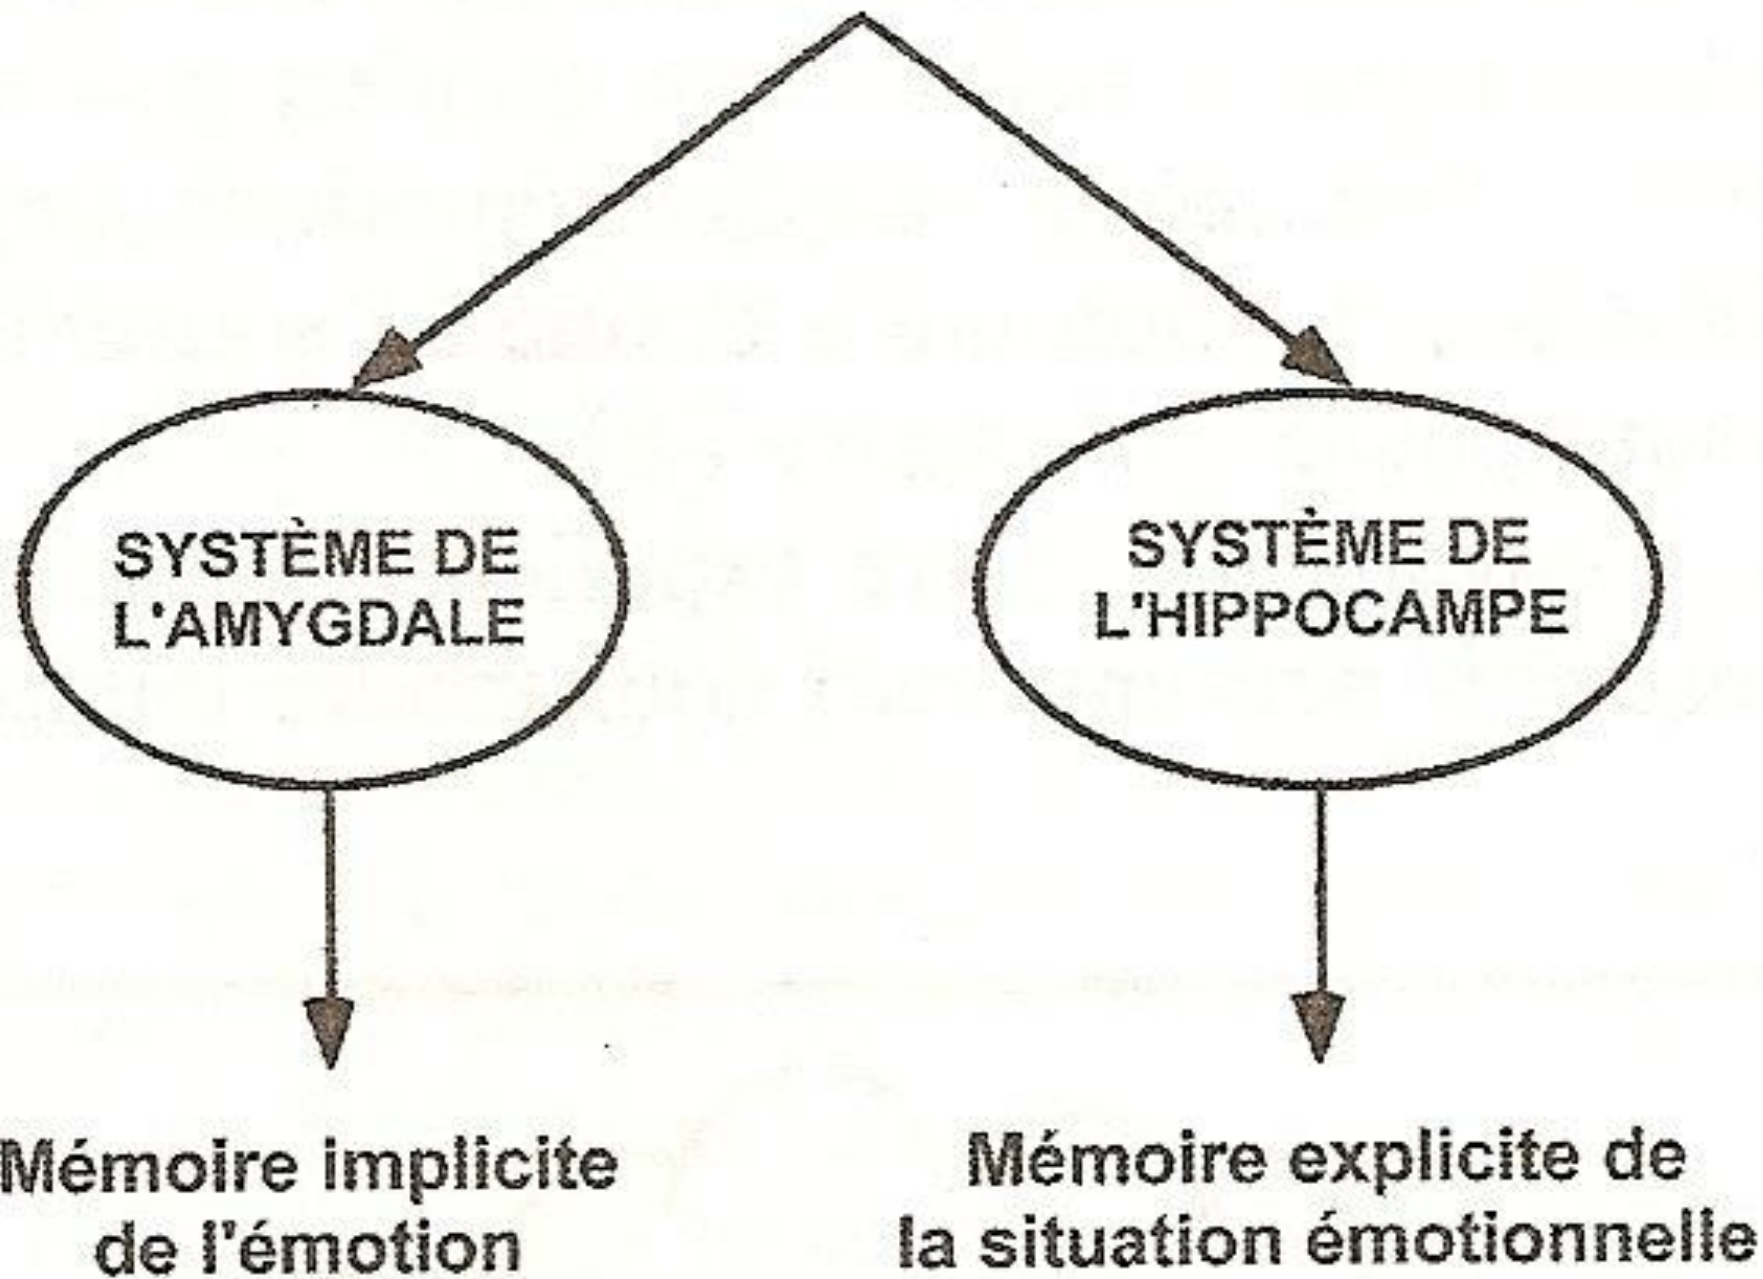 SYSTÈME DE
L'AMYGDALE
SYSTÈME DE
L'HIPPOCAMPE
Mémoire implicite
de l'émotion
Mémoire explicite de
la situation émotionnelle